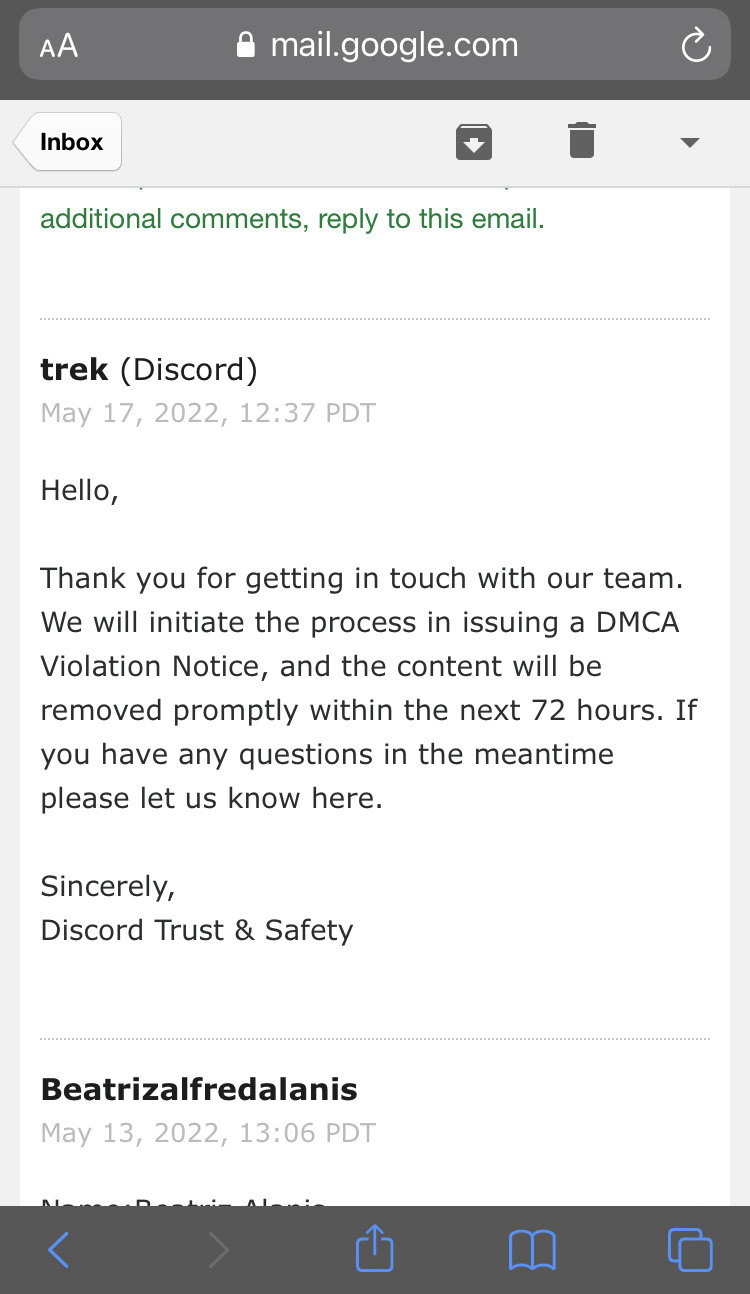 AA mail.google.com
Inbox
additional comments, reply to this email.
trek (Discord)
May 17, 2022, 12:37 PDT
Hello,
Thank you for getting in touch with our team.
We will initiate the process in issuing a DMCA
Violation Notice, and the content will be
removed promptly within the next 72 hours. If
you have any questions in the meantime
please let us know here.
Sincerely,
Discord Trust & Safety
Beatrizalfredalanis
May 13, 2022, 13:06 PDT
Name:Beatriz Alanis